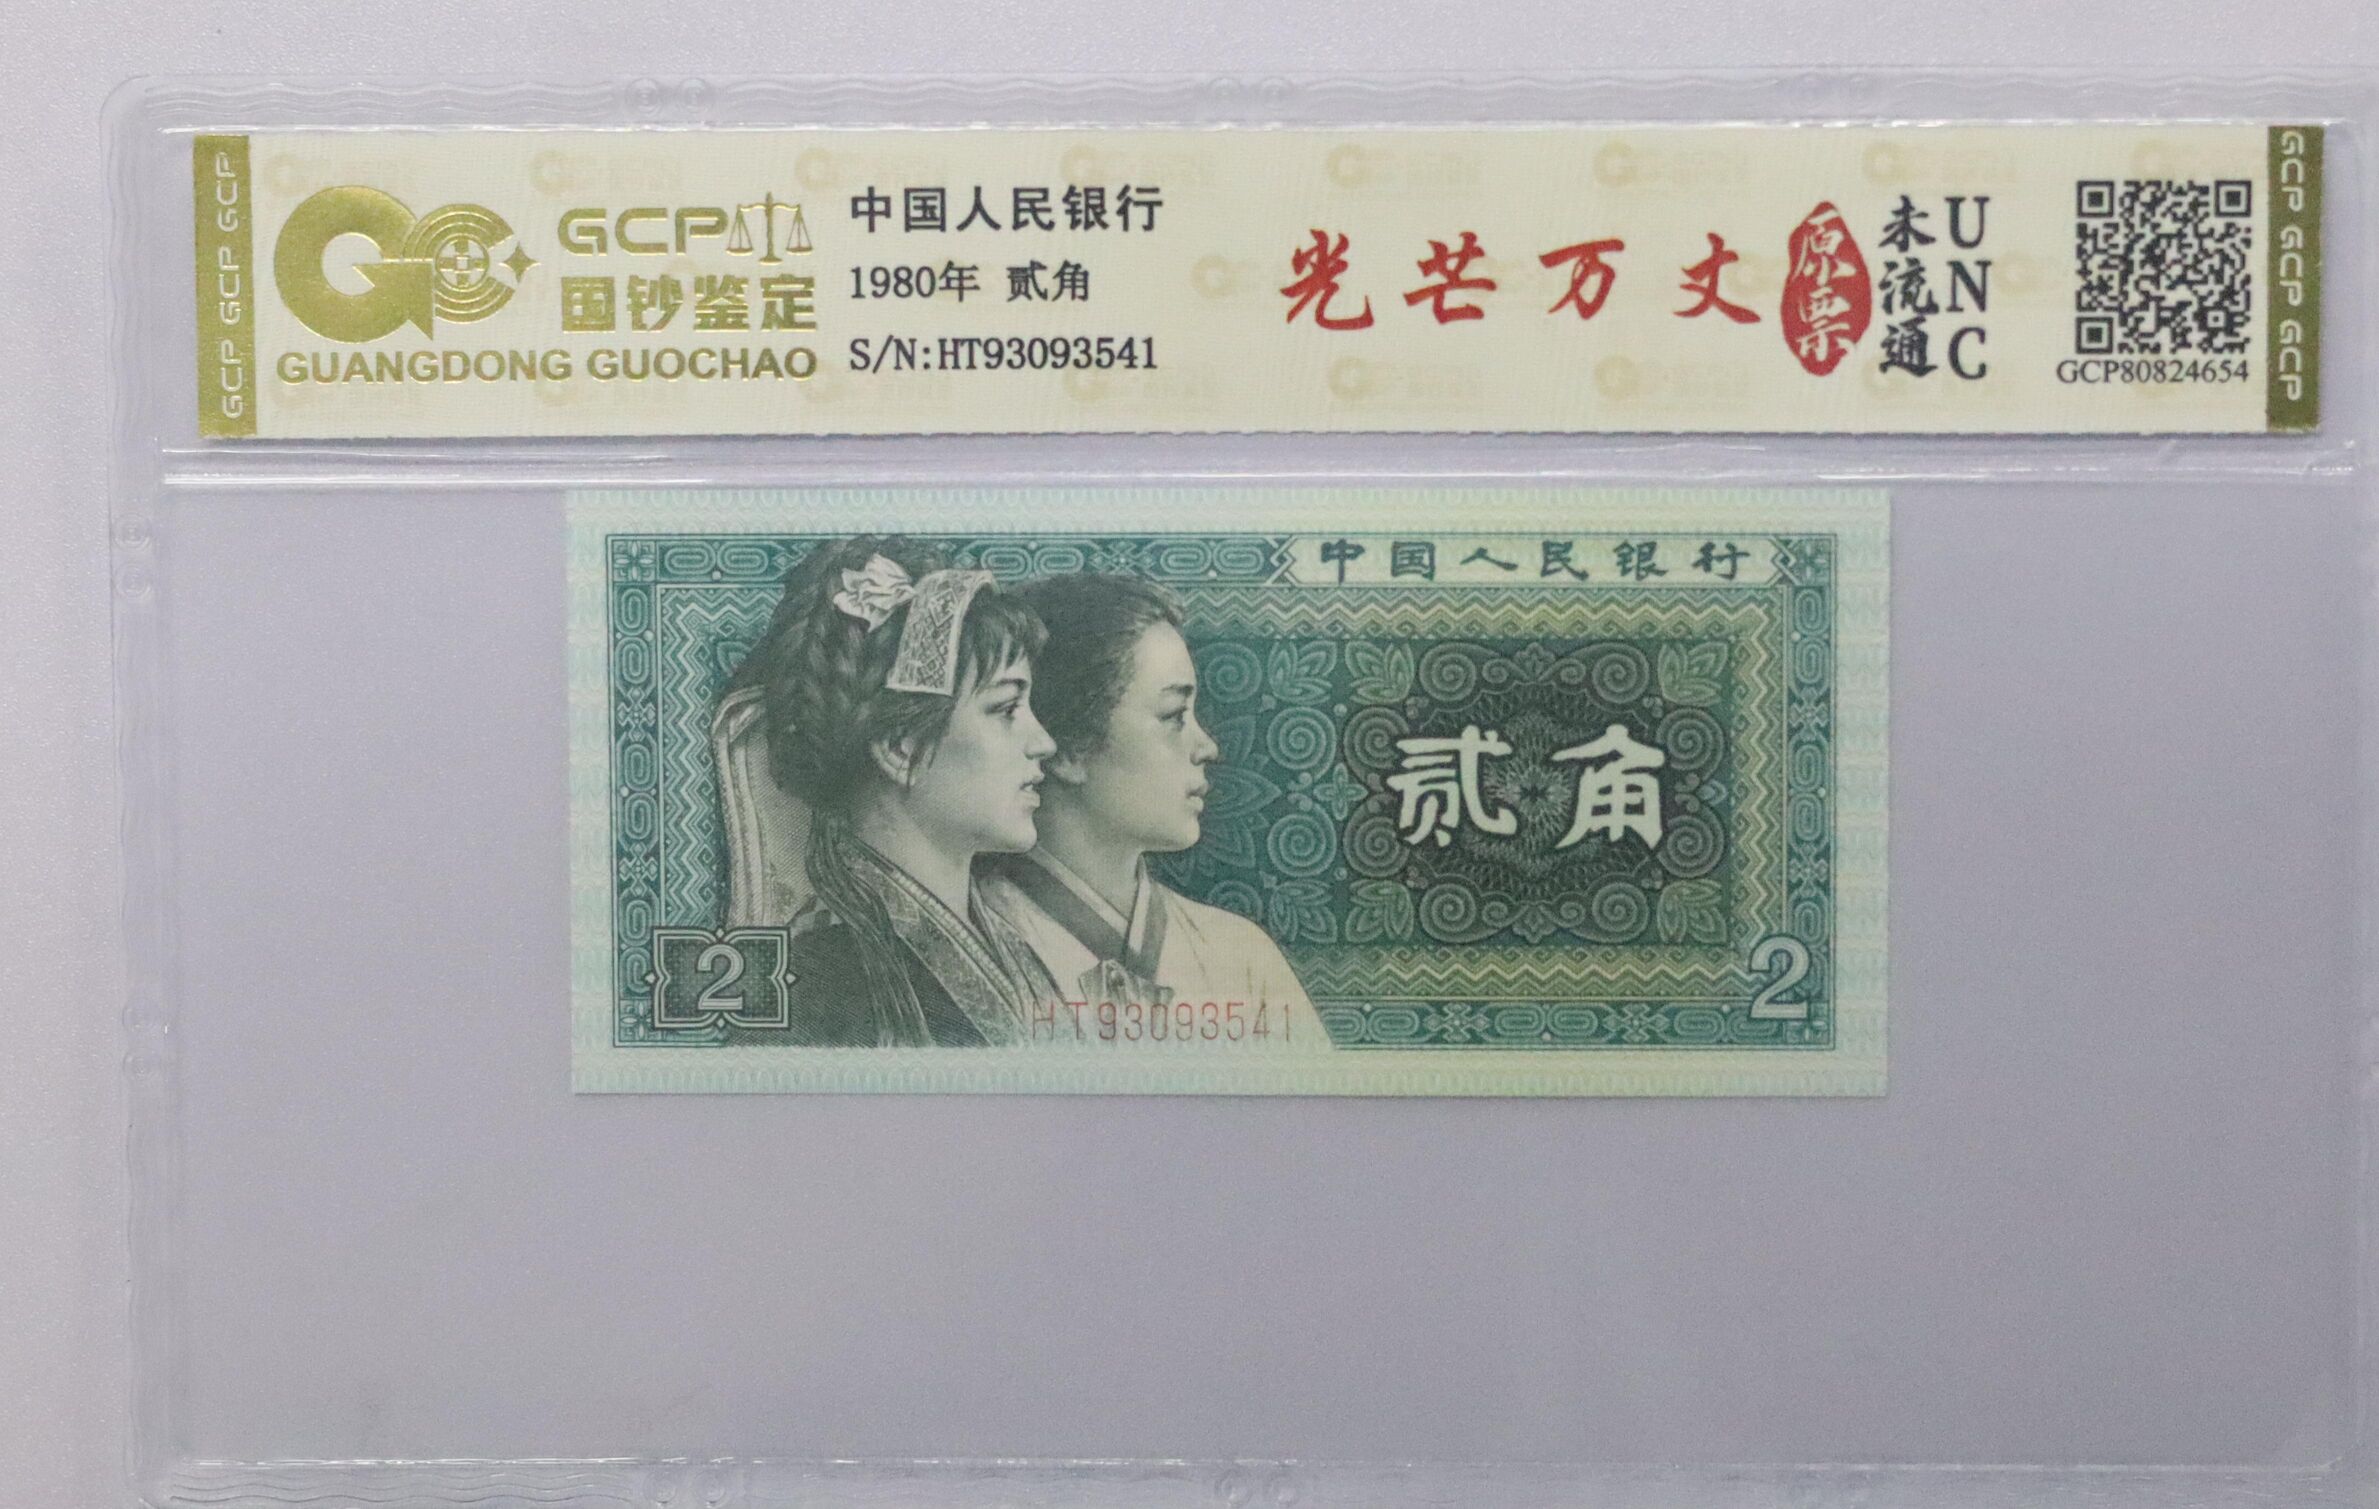 GCP GCP GCP
GCP
国钞鉴定
GUANGDONG GUOCHAO
中国人民银行
1980年 贰角
S/N:HT93093541
光芒万丈
原票
未流通
UNC
GCP80824654
GCP GCP GCP
中国人民银行
贰角
2
2
HT93093541